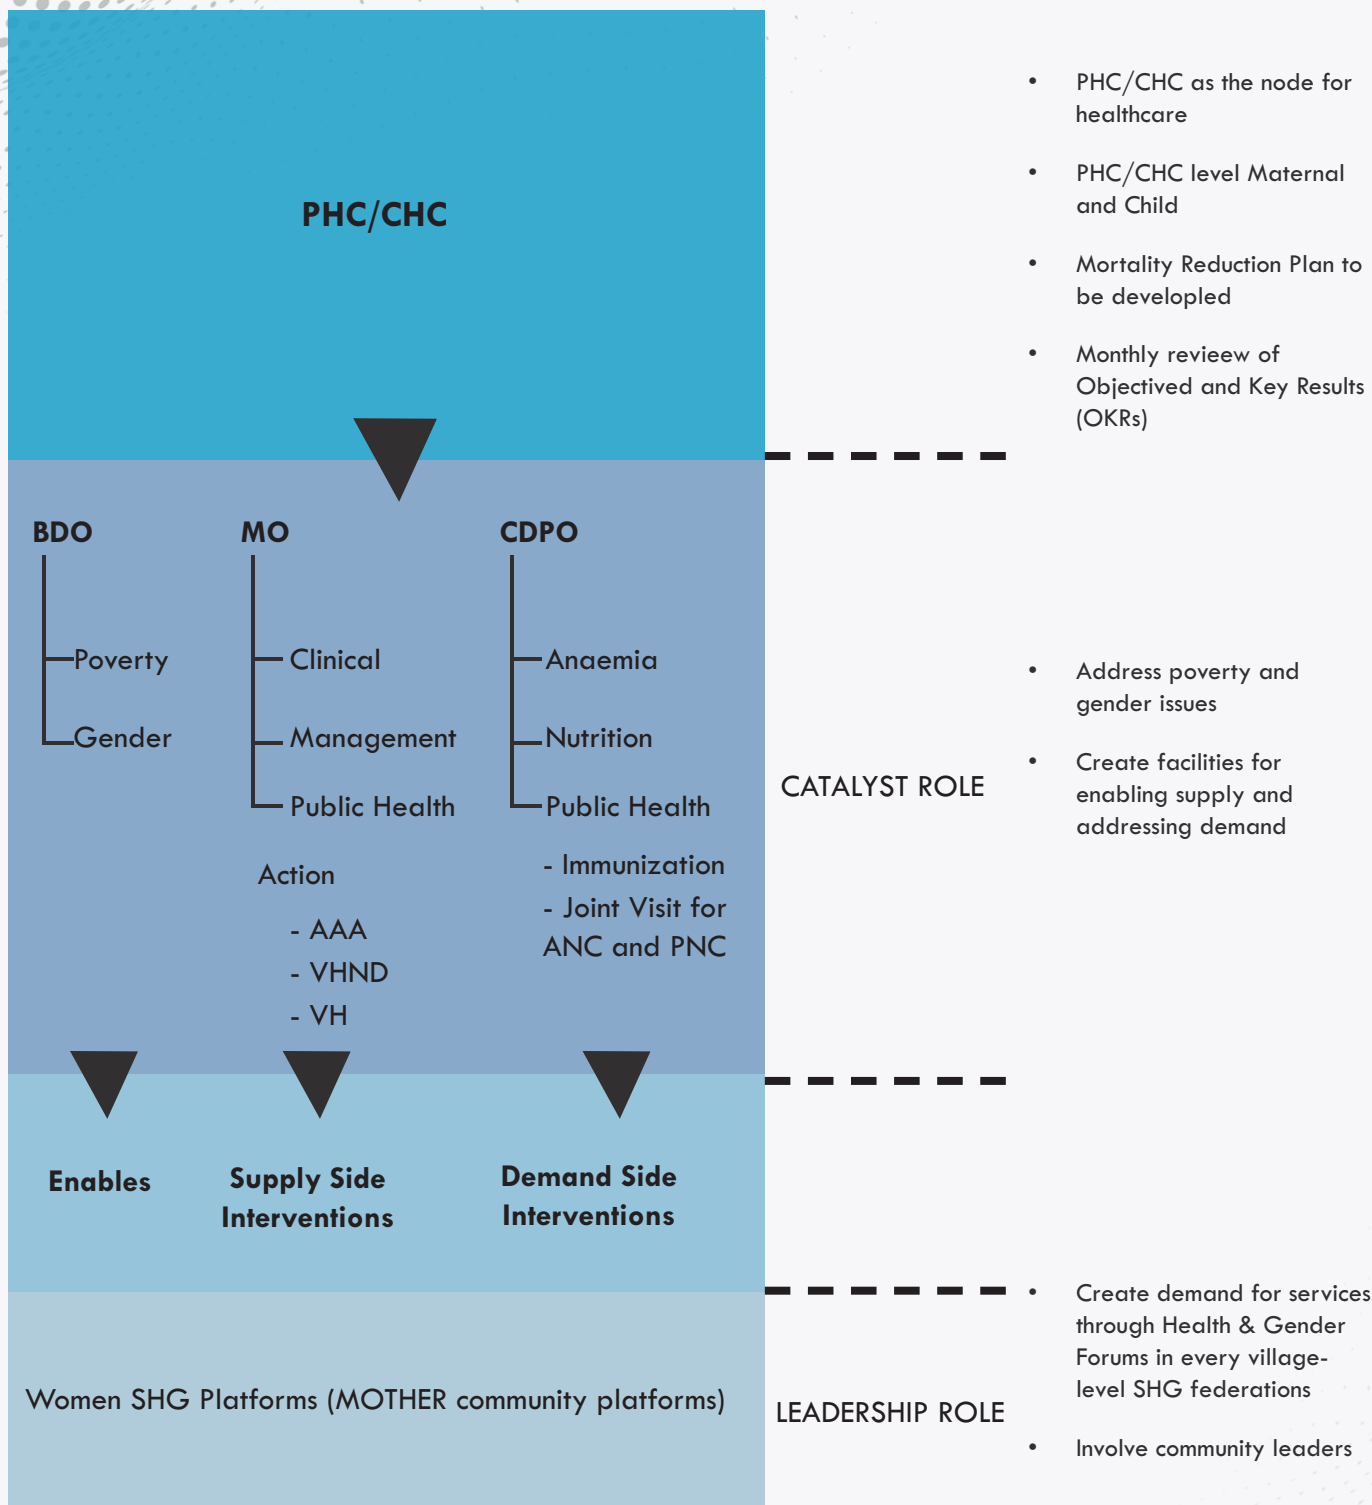 PHC/CHC
• PHC/CHC as the node for
healthcare
• PHC/CHC level Maternal
and Child
• Mortality Reduction Plan to
be developled
• Monthly revieew of
Objectived and Key Results
(OKRs)
BDO
Poverty
Gender
MO
Clinical
Management
Public Health
Action
- AAA
- VHND
- VH
CDPO
Anaemia
Nutrition
Public Health
- Immunization
- Joint Visit for
ANC and PNC
CATALYST ROLE
• Address poverty and
gender issues
• Create facilities for
enabling supply and
addressing demand
Enables
Supply Side
Interventions
Demand Side
Interventions
Women SHG Platforms (MOTHER community platforms)
LEADERSHIP ROLE
• Create demand for services
through Health & Gender
Forums in every village-
level SHG federations
• Involve community leaders